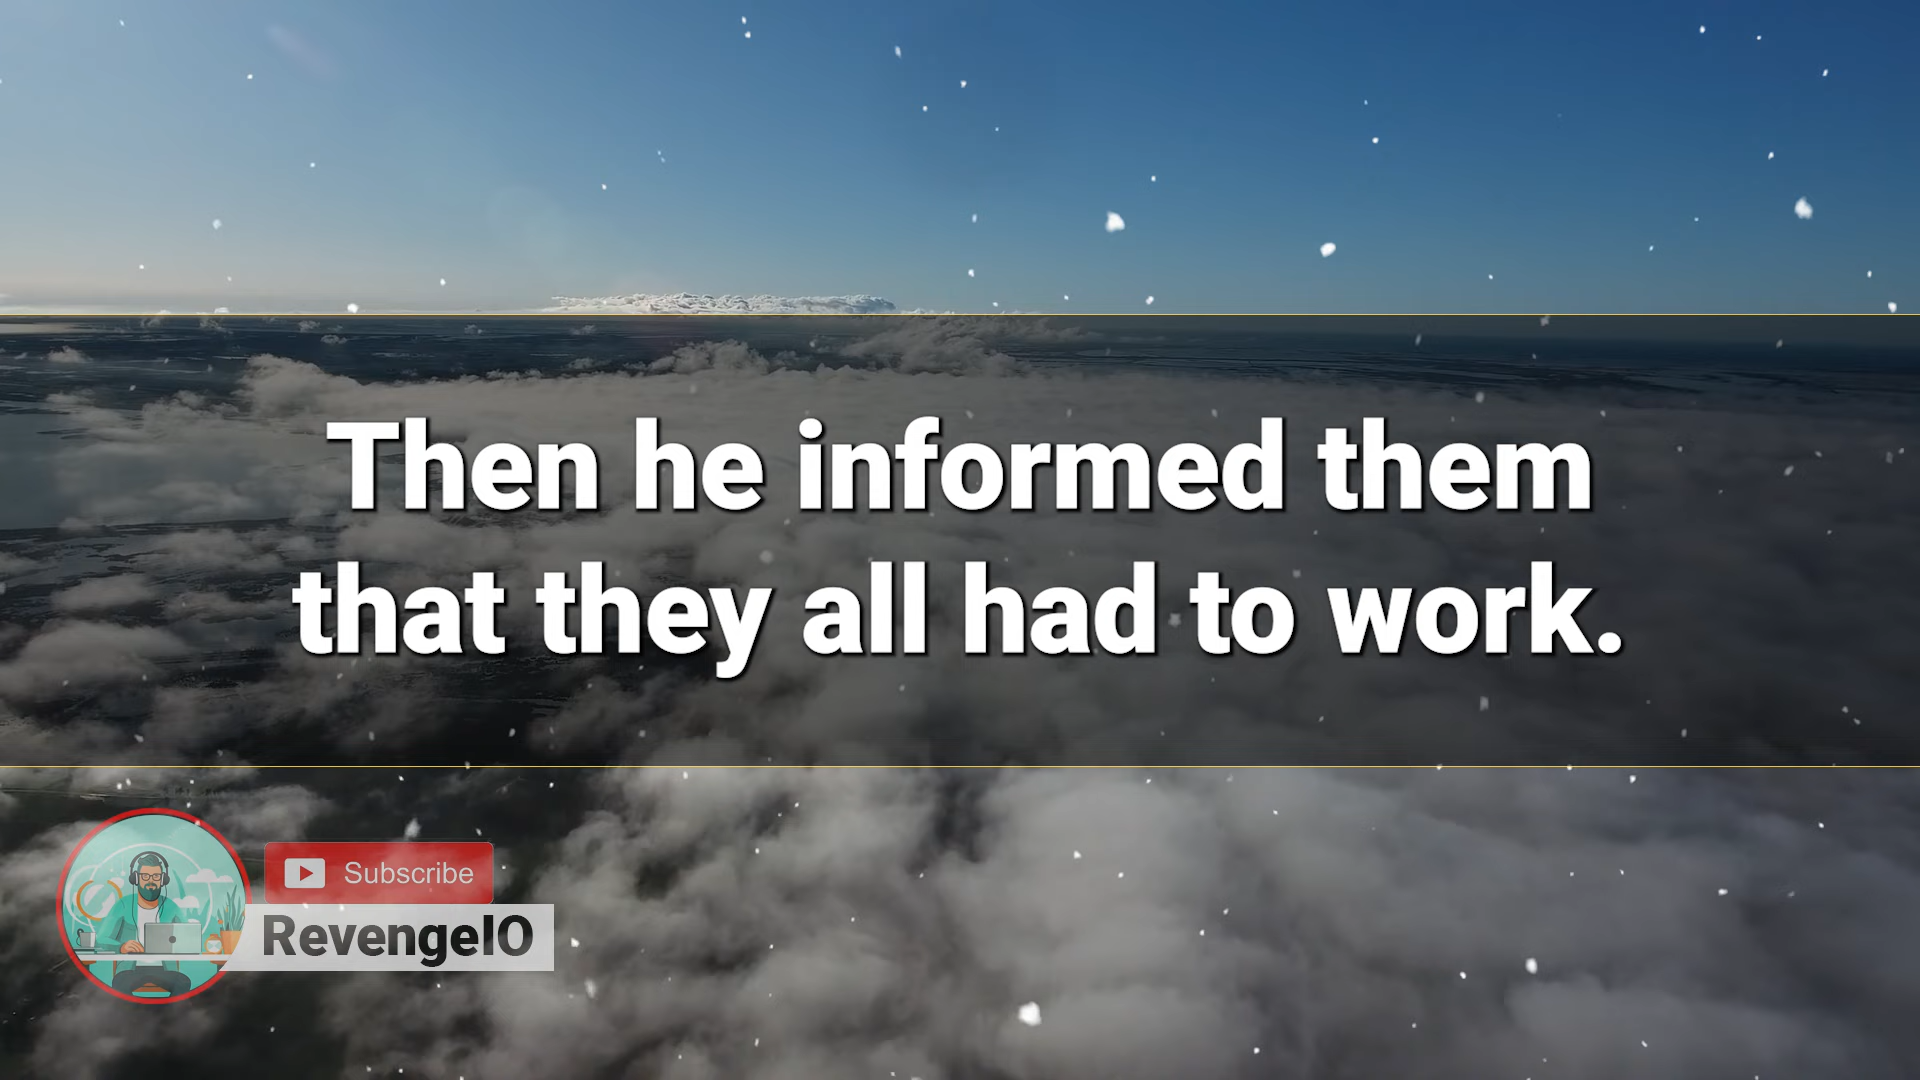 Then he informed them
that they all had to work.
Subscribe
RevengeIO